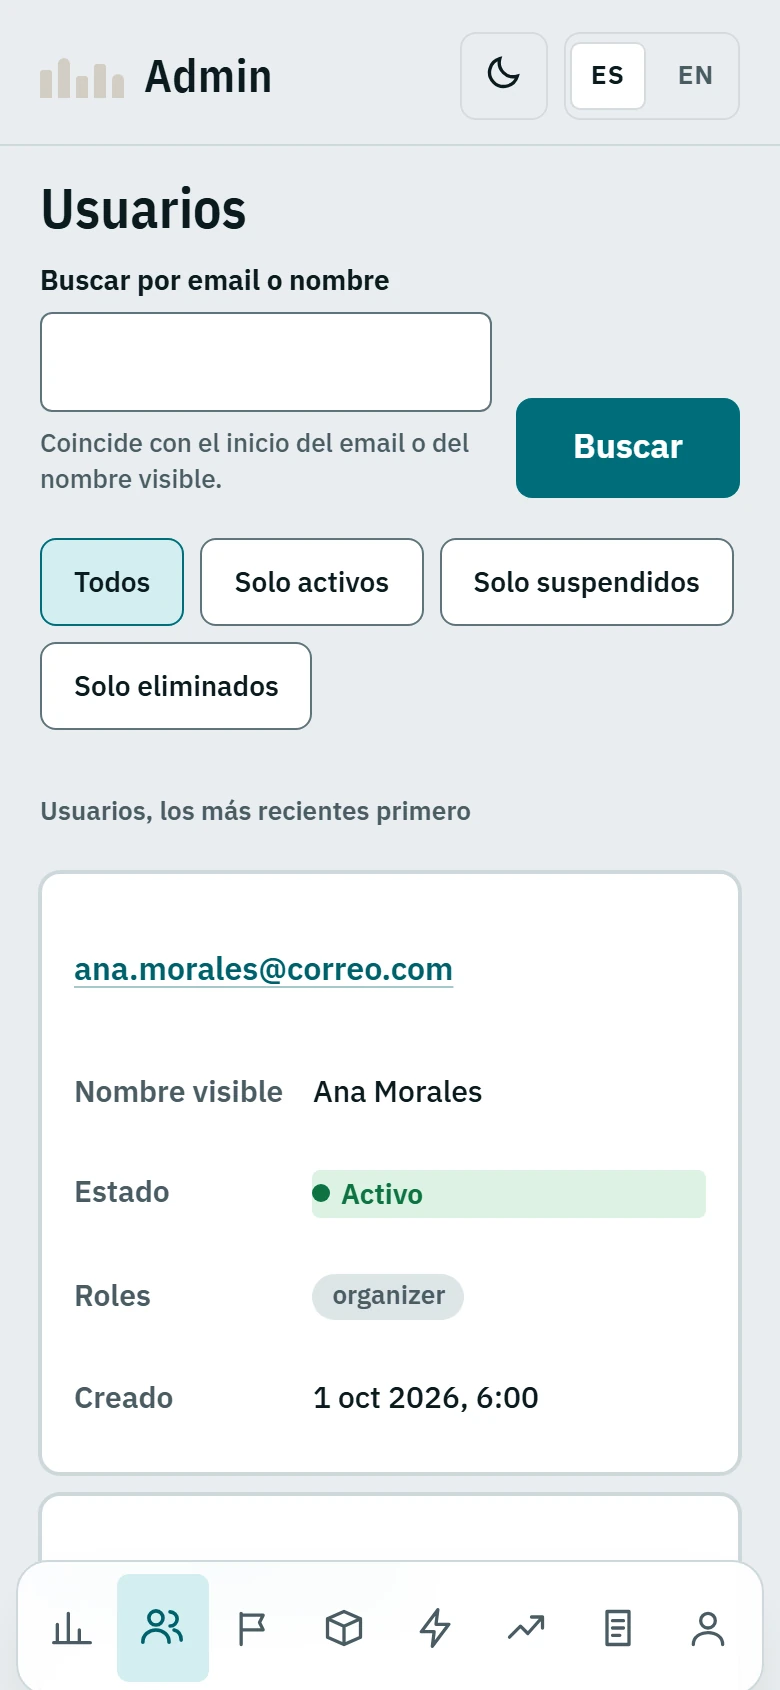 Admin
ES
EN
Usuarios
Buscar por email o nombre
Coincide con el inicio del email o del
nombre visible.
Buscar
Todos
Solo activos
Solo suspendidos
Solo eliminados
Usuarios, los más recientes primero
ana.morales@correo.com
Nombre visible Ana Morales
Estado Activo
Roles organizer
Creado 1 oct 2026, 6:00